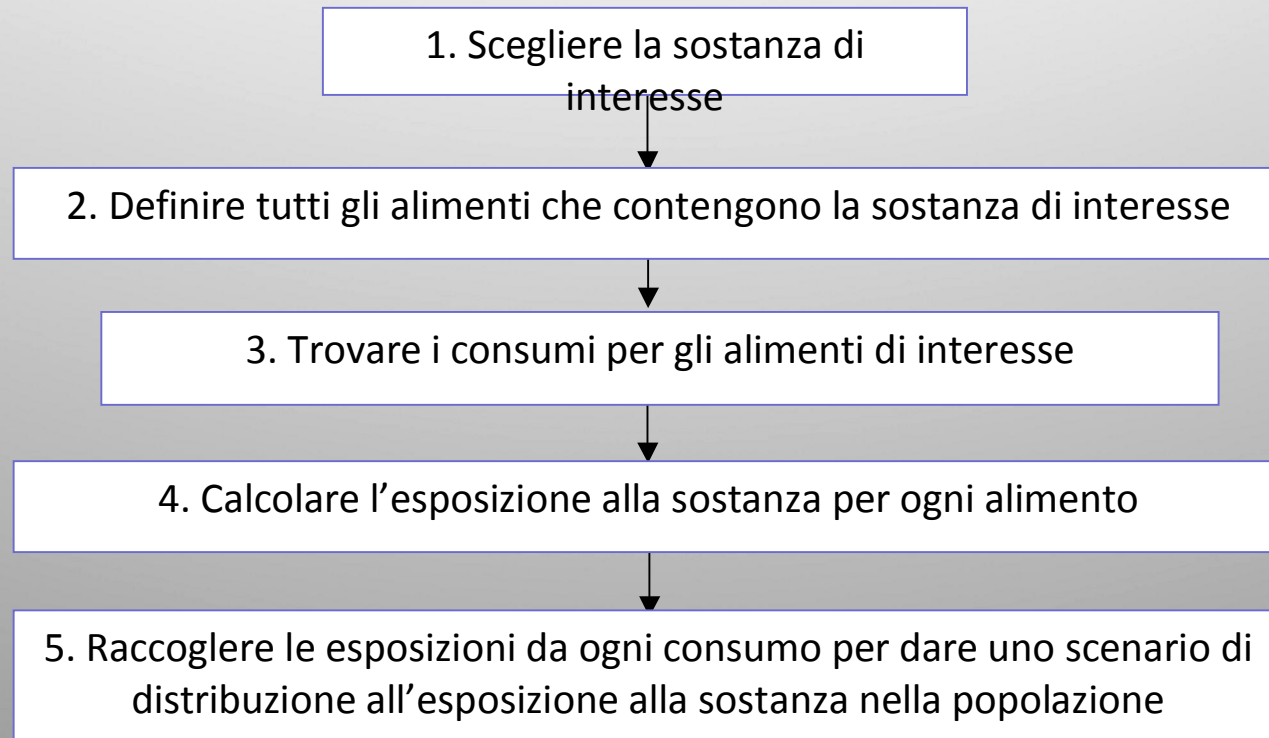 1. Scegliere la sostanza di
interesse
2. Definire tutti gli alimenti che contengono la sostanza di interesse
3. Trovare i consumi per gli alimenti di interesse
4. Calcolare l’esposizione alla sostanza per ogni alimento
5. Raccoglere le esposizioni da ogni consumo per dare uno scenario di
distribuzione all’esposizione alla sostanza nella popolazione